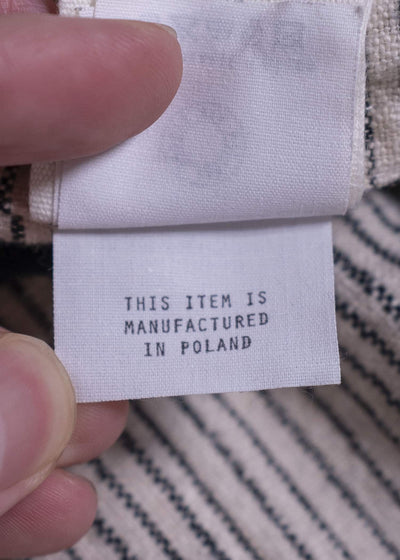 THIS ITEM IS
MANUFACTURED
IN POLAND